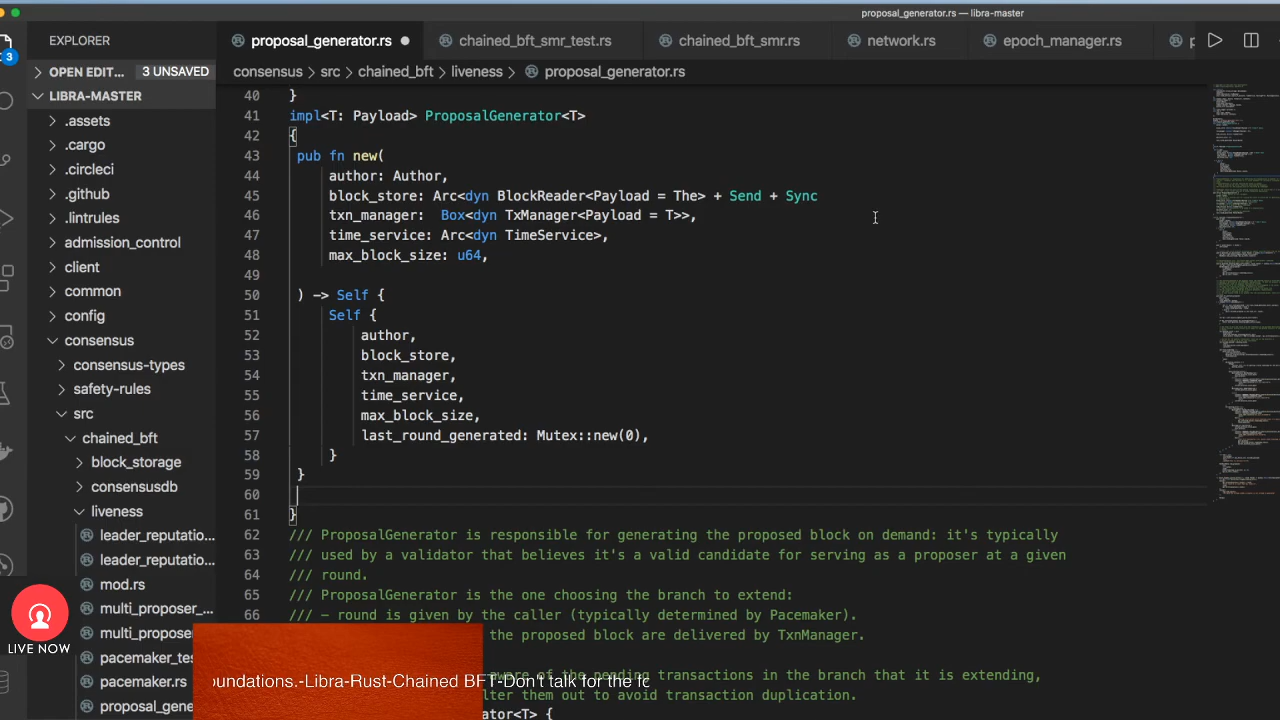 proposal_generator.rs — libra-master
EXPLORER
proposal_generator.rs
chained_bft_smr_test.rs
chained_bft_smr.rs
network.rs
epoch_manager.rs
3
OPEN EDIT... 3 UNSAVED
consensus > src > chained_bft > liveness > proposal_generator.rs
LIBRA-MASTER
.assets
.cargo
.circleci
.github
.lintrules
admission_control
client
common
config
consensus
consensus-types
safety-rules
src
chained_bft
block_storage
consensusdb
liveness
leader_reputatio...
leader_reputatio...
mod.rs
multi_proposer_...
multi_proposer
pacemaker_tes
pacemaker.rs
proposal_gene
40 }
41 impl<T: Payload> ProposalGenerator<T>
42 {
43 pub fn new(
44 author: Author,
45 block_store: Arc<dyn BlockReader<Payload = The> + Send + Sync
46 txn_manager: Box<dyn TxManager<Payload = T>>,
47 time_service: Arc<dyn TimeService>,
48 max_block_size: u64,
49
50 ) -> Self {
51 Self {
52 author,
53 block_store,
54 txn_manager,
55 time_service,
56 max_block_size,
57 last_round_generated: Mutex::new(0),
58 }
59 }
60
61 }
62 /// ProposalGenerator is responsible for generating the proposed block on demand: it's typically
63 /// used by a validator that believes it's a valid candidate for serving as a proposer at a given
64 /// round.
65 /// ProposalGenerator is the one choosing the branch to extend:
66 /// - round is given by the caller (typically determined by Pacemaker).
the proposed block are delivered by TxnManager.
aware of the pending transactions in the branch that it is extending,
lter them out to avoid transaction duplication.
erator<T> {
LIVE NOW
oundations.-Libra-Rust-Chained BFT-Don't talk for the